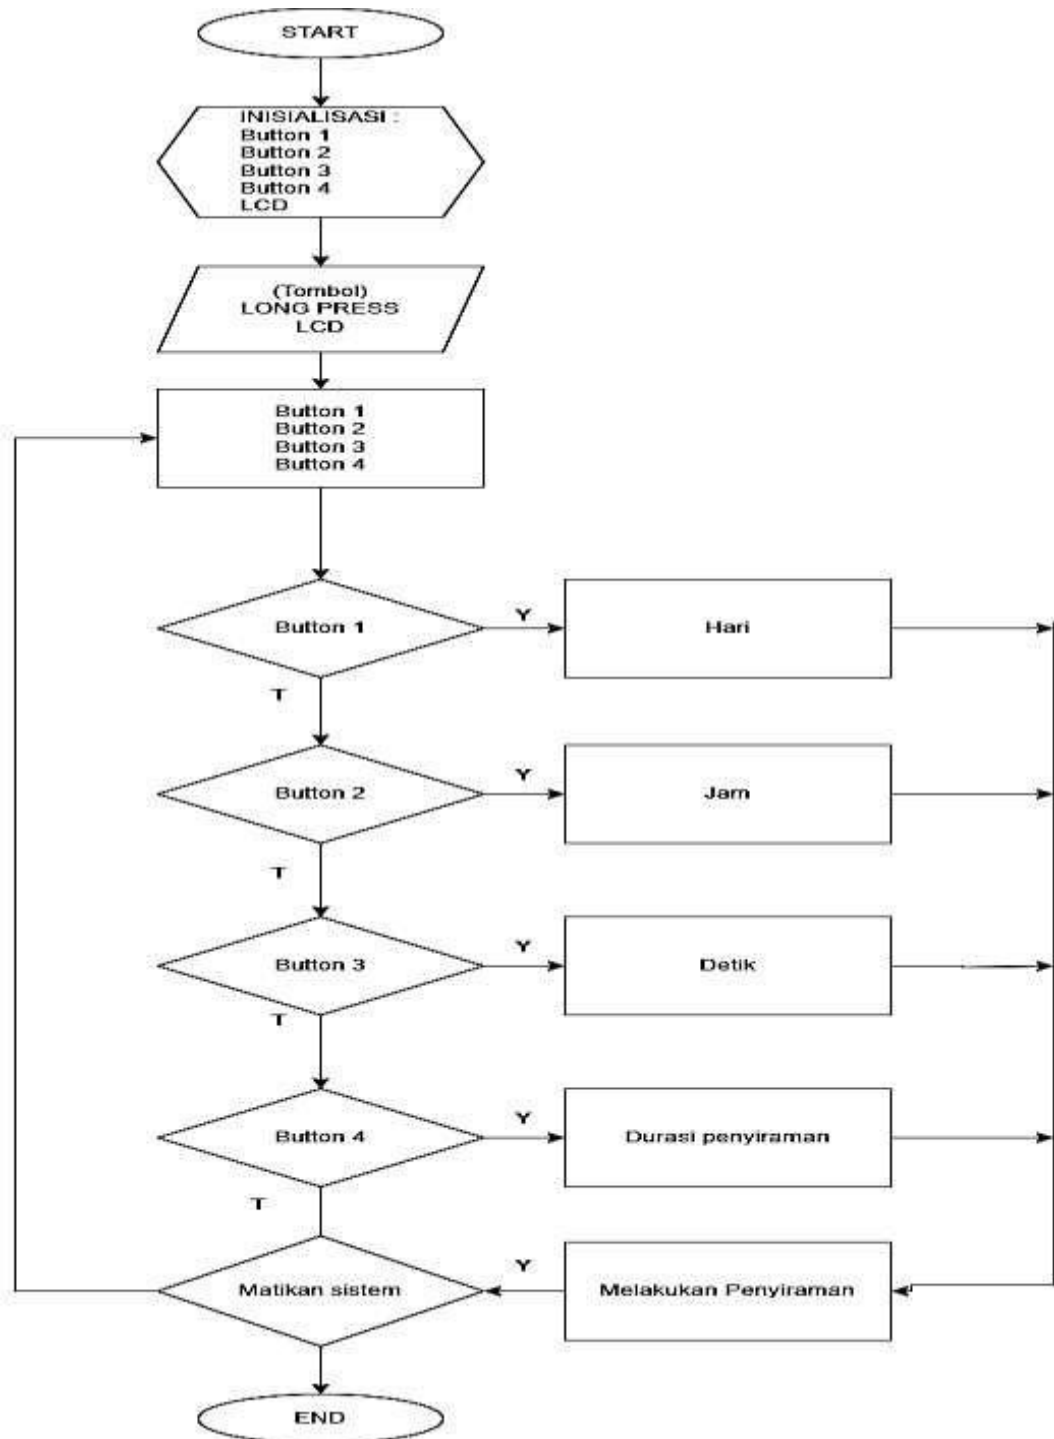 START
INISIALISASI :
Button 1
Button 2
Button 3
Button 4
LCD
(Tombol)
LONG PRESS
LCD
Button 1
Button 2
Button 3
Button 4
Button 1
Y
Hari
T
Button 2
Y
Jam
T
Button 3
Y
Detik
T
Button 4
Y
Durasi penyiraman
T
Matikan sistem
Y
Melakukan Penyiraman
END